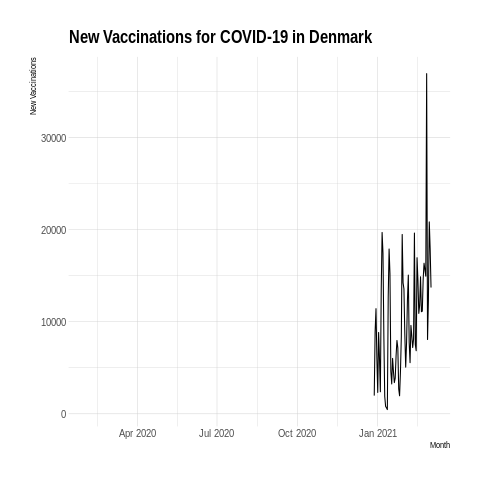 New Vaccinations for COVID-19 in Denmark
New Vaccinations
30000
20000
10000
0
Apr 2020
Jul 2020
Oct 2020
Jan 2021
Month